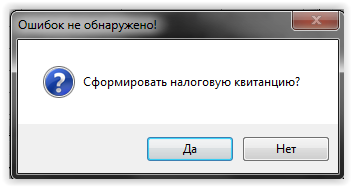 Ошибок не обнаружено!
Сформировать налоговую квитанцию?
Да
Нет